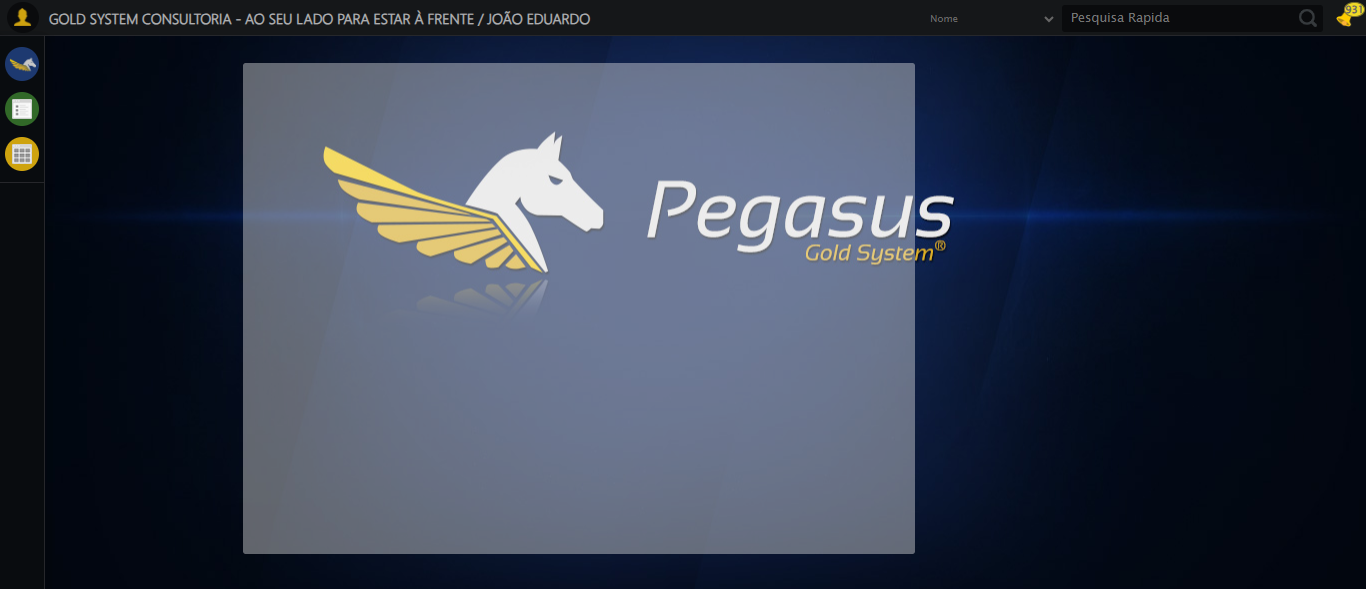 GOLD SYSTEM CONSULTORIA - AO SEU LADO PARA ESTAR À FRENTE / JOÃO EDUARDO
Nome
Pesquisa Rapida
931
Pegasus
Gold System®